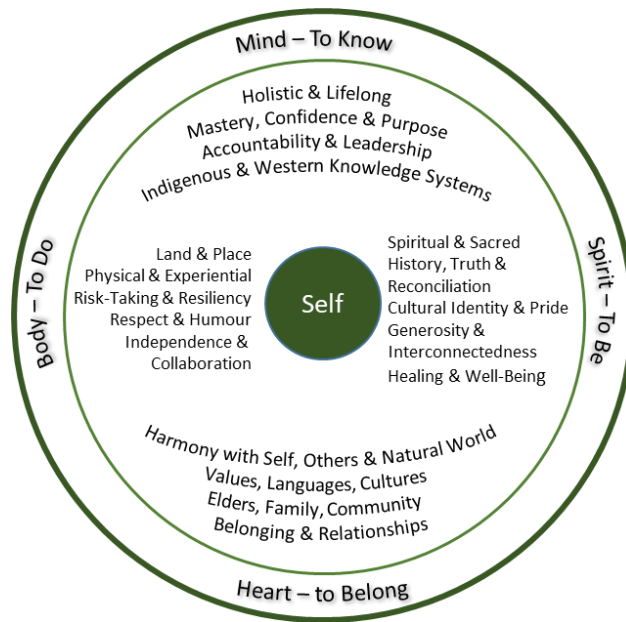 Mind – To Know
Holistic & Lifelong
Mastery, Confidence & Purpose
Accountability & Leadership
Indigenous & Western Knowledge Systems
Body – To Do
Land & Place
Physical & Experiential
Risk-Taking & Resiliency
Respect & Humour
Independence &
Collaboration
Self
Spiritual & Sacred
History, Truth &
Reconciliation
Cultural Identity & Pride
Generosity &
Interconnectedness
Healing & Well-Being
Spirit – To Be
Harmony with Self, Others & Natural World
Values, Languages, Cultures
Elders, Family, Community
Belonging & Relationships
Heart – to Belong